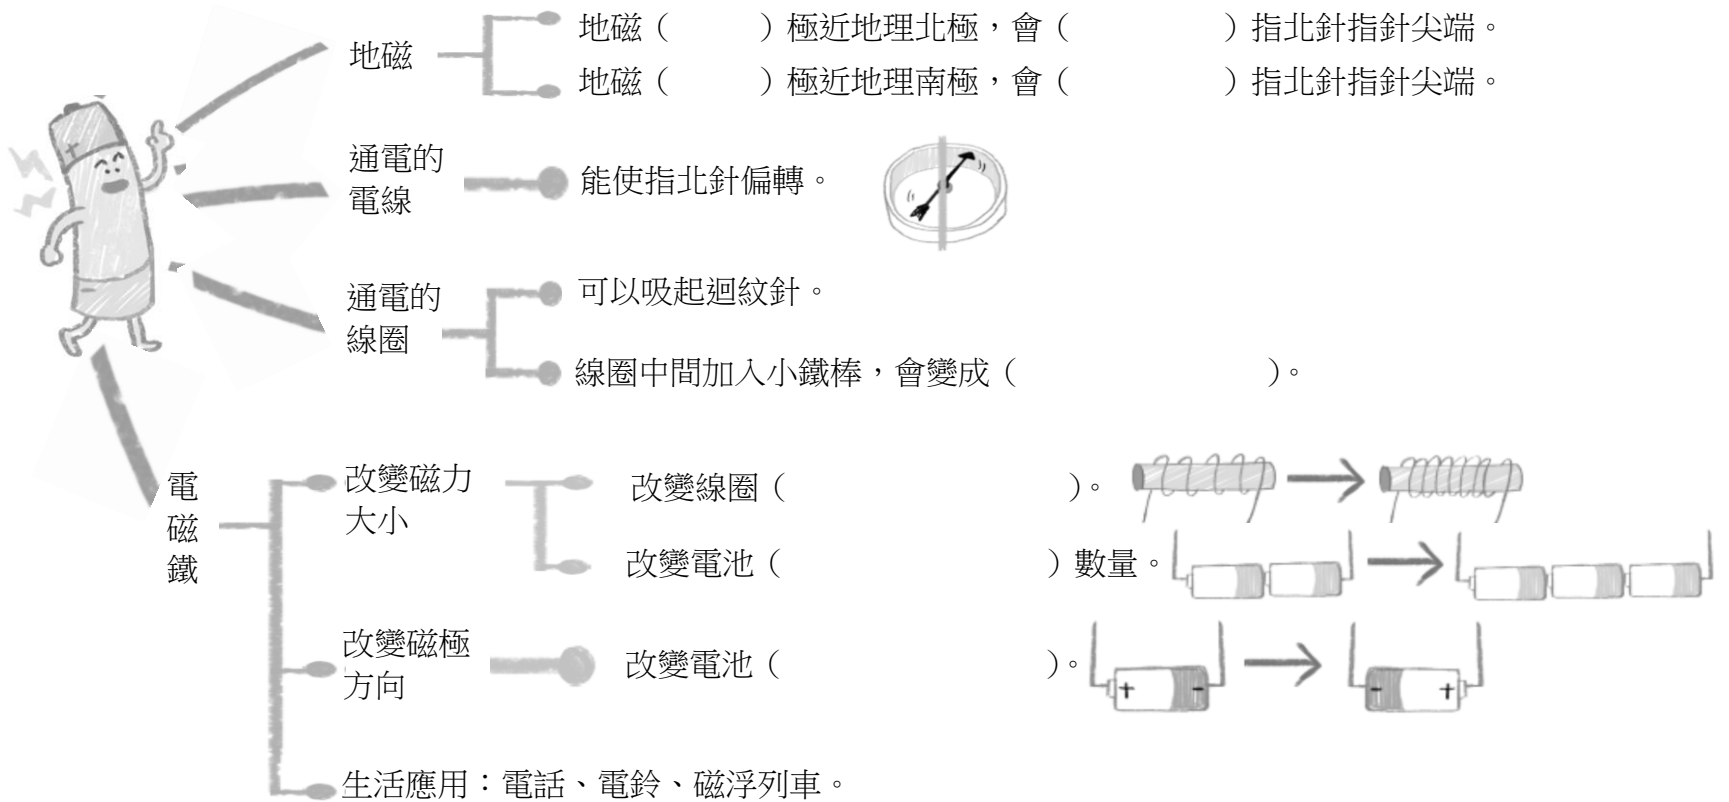 地磁
地磁（　　　）極近地理北極，會（　　　　　）指北針指針尖端。
地磁（　　　）極近地理南極，會（　　　　　）指北針指針尖端。
通電的
電線
能使指北針偏轉。
通電的
線圈
可以吸起迴紋針。
線圈中間加入小鐵棒，會變成（　　　　　　　　）。
電
磁
鐵
改變磁力
大小
改變線圈（　　　　　　　　　）。
改變電池（　　　　　　　　　）數量。
改變磁極
方向
改變電池（　　　　　　　　　）。
+ -
- +
生活應用：電話、電鈴、磁浮列車。